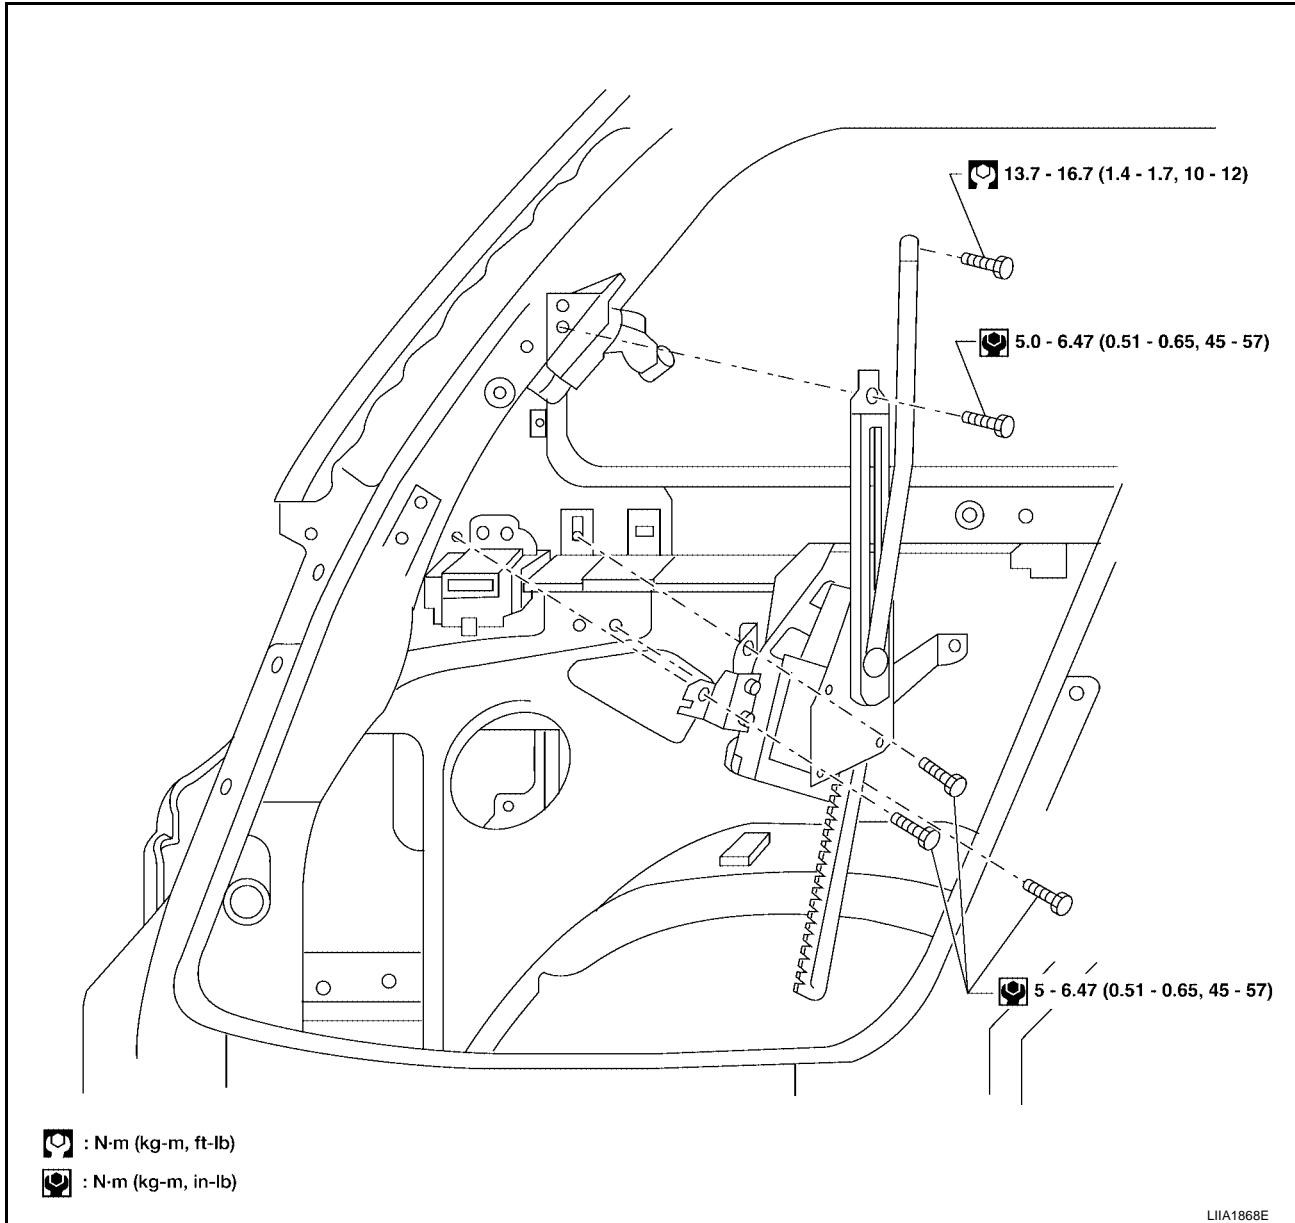 13.7 - 16.7 (1.4 - 1.7, 10 - 12)
5.0 - 6.47 (0.51 - 0.65, 45 - 57)
5 - 6.47 (0.51 - 0.65, 45 - 57)
: N·m (kg-m, ft-lb)
: N·m (kg-m, in-lb)
LIIA1868E